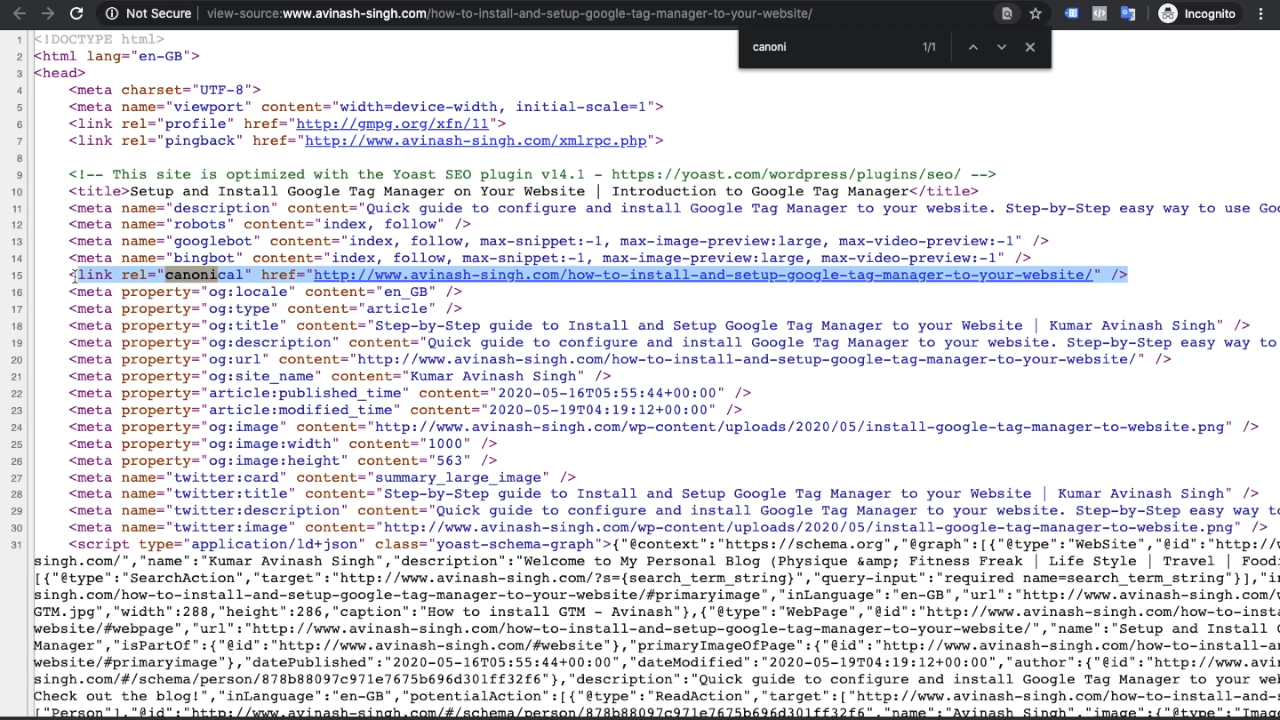 Not Secure | view-source:www.avinash-singh.com/how-to-install-and-setup-google-tag-manager-to-your-website/
Incognito
canoni 1/1
1 <!DOCTYPE html>
2 <html lang="en-GB">
3 <head>
4 <meta charset="UTF-8">
5 <meta name="viewport" content="width=device-width, initial-scale=1">
6 <link rel="profile" href="http://gmpg.org/xfn/11">
7 <link rel="pingback" href="http://www.avinash-singh.com/xmlrpc.php">
8
9 <!-- This site is optimized with the Yoast SEO plugin v14.1 - https://yoast.com/wordpress/plugins/seo/ -->
10 <title>Setup and Install Google Tag Manager on Your Website | Introduction to Google Tag Manager</title>
11 <meta name="description" content="Quick guide to configure and install Google Tag Manager to your website. Step-by-Step easy way to use Goo
12 <meta name="robots" content="index, follow" />
13 <meta name="googlebot" content="index, follow, max-snippet:-1, max-image-preview:large, max-video-preview:-1" />
14 <meta name="bingbot" content="index, follow, max-snippet:-1, max-image-preview:large, max-video-preview:-1" />
15 <link rel="canonical" href="http://www.avinash-singh.com/how-to-install-and-setup-google-tag-manager-to-your-website/" />
16 <meta property="og:locale" content="en_GB" />
17 <meta property="og:type" content="article" />
18 <meta property="og:title" content="Step-by-Step guide to Install and Setup Google Tag Manager to your Website | Kumar Avinash Singh" />
19 <meta property="og:description" content="Quick guide to configure and install Google Tag Manager to your website. Step-by-Step easy way to
20 <meta property="og:url" content="http://www.avinash-singh.com/how-to-install-and-setup-google-tag-manager-to-your-website/" />
21 <meta property="og:site_name" content="Kumar Avinash Singh" />
22 <meta property="article:published_time" content="2020-05-16T05:55:44+00:00" />
23 <meta property="article:modified_time" content="2020-05-19T04:19:12+00:00" />
24 <meta property="og:image" content="http://www.avinash-singh.com/wp-content/uploads/2020/05/install-google-tag-manager-to-website.png" />
25 <meta property="og:image:width" content="1000" />
26 <meta property="og:image:height" content="563" />
27 <meta name="twitter:card" content="summary_large_image" />
28 <meta name="twitter:title" content="Step-by-Step guide to Install and Setup Google Tag Manager to your Website | Kumar Avinash Singh" />
29 <meta name="twitter:description" content="Quick guide to configure and install Google Tag Manager to your website. Step-by-Step easy way to
30 <meta name="twitter:image" content="http://www.avinash-singh.com/wp-content/uploads/2020/05/install-google-tag-manager-to-website.png" />
31 <script type="application/ld+json" class="yoast-schema-graph">{"@context":"https://schema.org","@graph":[{"@type":"WebSite","@id":"http://w
singh.com/","name":"Kumar Avinash Singh","description":"Welcome to My Personal Blog (Physique &amp; Fitness Freak | Life Style | Travel | Food
[{"@type":"SearchAction","target":"http://www.avinash-singh.com/?s={search_term_string}","query-input":"required name=search_term_string"}],"i
singh.com/how-to-install-and-setup-google-tag-manager-to-your-website/#primaryimage","inLanguage":"en-GB","url":"http://www.avinash-singh.com/
GTM.jpg","width":288,"height":286,"caption":"How to install GTM - Avinash"},{"@type":"WebPage","@id":"http://www.avinash-singh.com/how-to-inst
website/#webpage","url":"http://www.avinash-singh.com/how-to-install-and-setup-google-tag-manager-to-your-website/","name":"Setup and Install G
Manager","isPartOf":{"@id":"http://www.avinash-singh.com/#website"},"primaryImageOfPage":{"@id":"http://www.avinash-singh.com/how-to-install-an
website/#primaryimage"},"datePublished":"2020-05-16T05:55:44+00:00","dateModified":"2020-05-19T04:19:12+00:00","author":{"@id":"http://www.avi
singh.com/#/schema/person/878b88097c971e7675b696d301ff32f6"},"description":"Quick guide to configure and install Google Tag Manager to your web
Check out the blog!","inLanguage":"en-GB","potentialAction":[{"@type":"ReadAction","target":["http://www.avinash-singh.com/how-to-install-and-
["Person"],"@id":"http://www.avinash-singh.com/#/schema/person/878b88097c971e7675b696d301ff32f6","name":"Avinash Singh","image":{"@type":"Imag